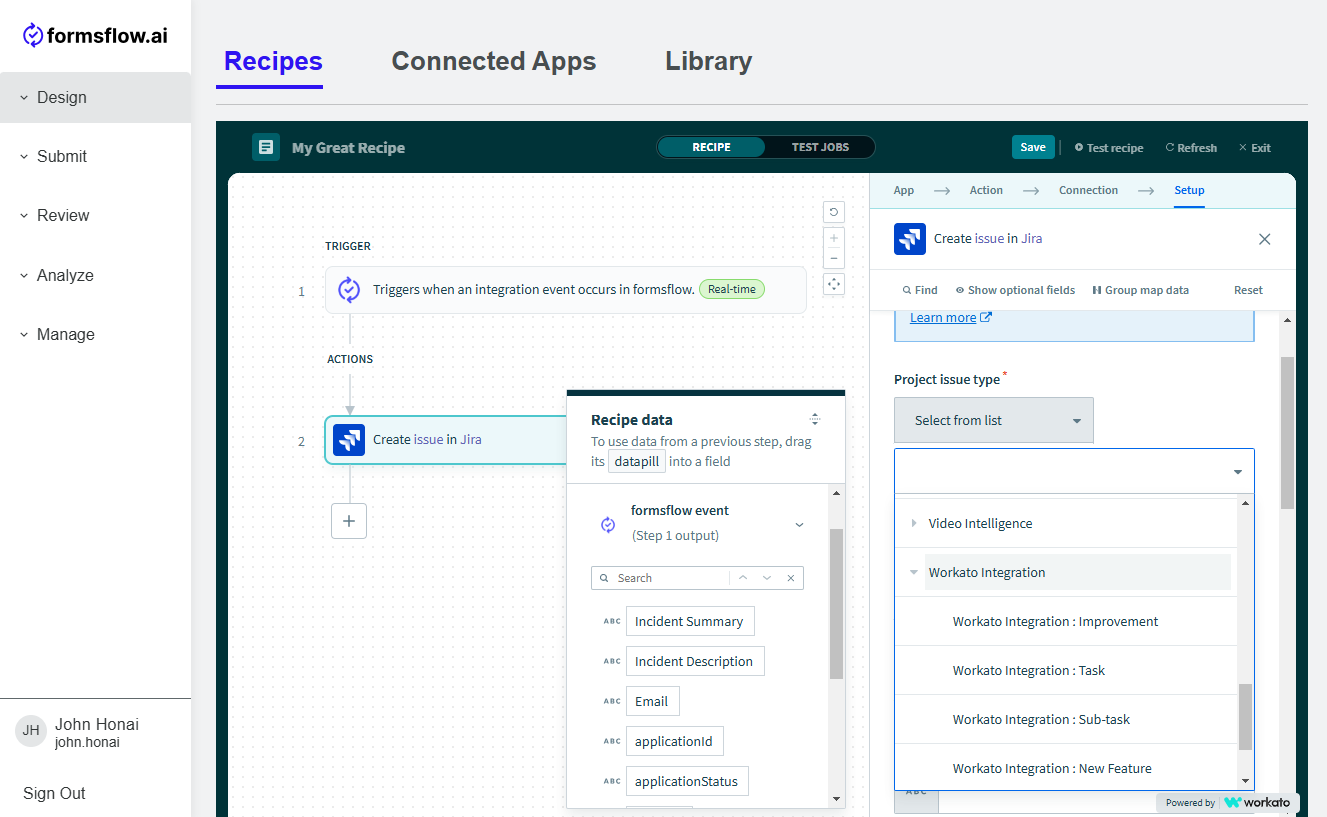 formsflow.ai
Design
Submit
Review
Analyze
Manage
JH
John Honai
john.honai
Sign Out
Recipes
Connected Apps
Library
My Great Recipe
RECIPE
TEST JOBS
Save
Test recipe
Refresh
Exit
TRIGGER
1
Triggers when an integration event occurs in formsflow.
Real-time
ACTIONS
2
Create issue in Jira
Recipe data
To use data from a previous step, drag
its datapill into a field
formsflow event
(Step 1 output)
Search
ABC Incident Summary
ABC Incident Description
ABC Email
ABC applicationId
ABC applicationStatus
App
Action
Connection
Setup
Create issue in Jira
Find
Show optional fields
Group map data
Reset
Learn more
Project issue type *
Select from list
Video Intelligence
Workato Integration
Workato Integration : Improvement
Workato Integration : Task
Workato Integration : Sub-task
Workato Integration : New Feature
ABC
Powered by workato